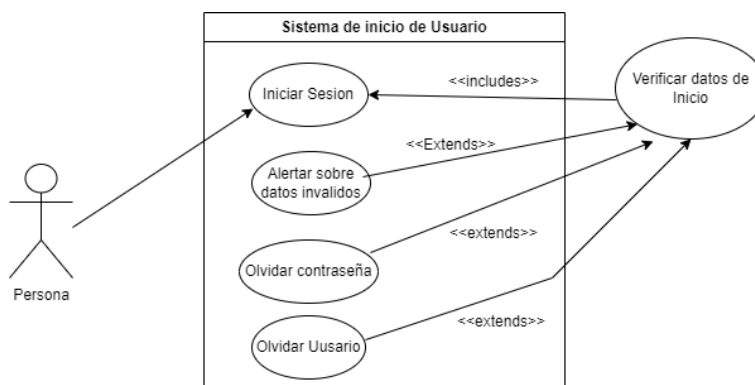 Sistema de inicio de Usuario
Iniciar Sesion
<<includes>>
Verificar datos de
Inicio
<<Extends>>
Alertar sobre
datos invalidos
<<extends>>
Olvidar contraseña
Persona
<<extends>>
Olvidar Uusario